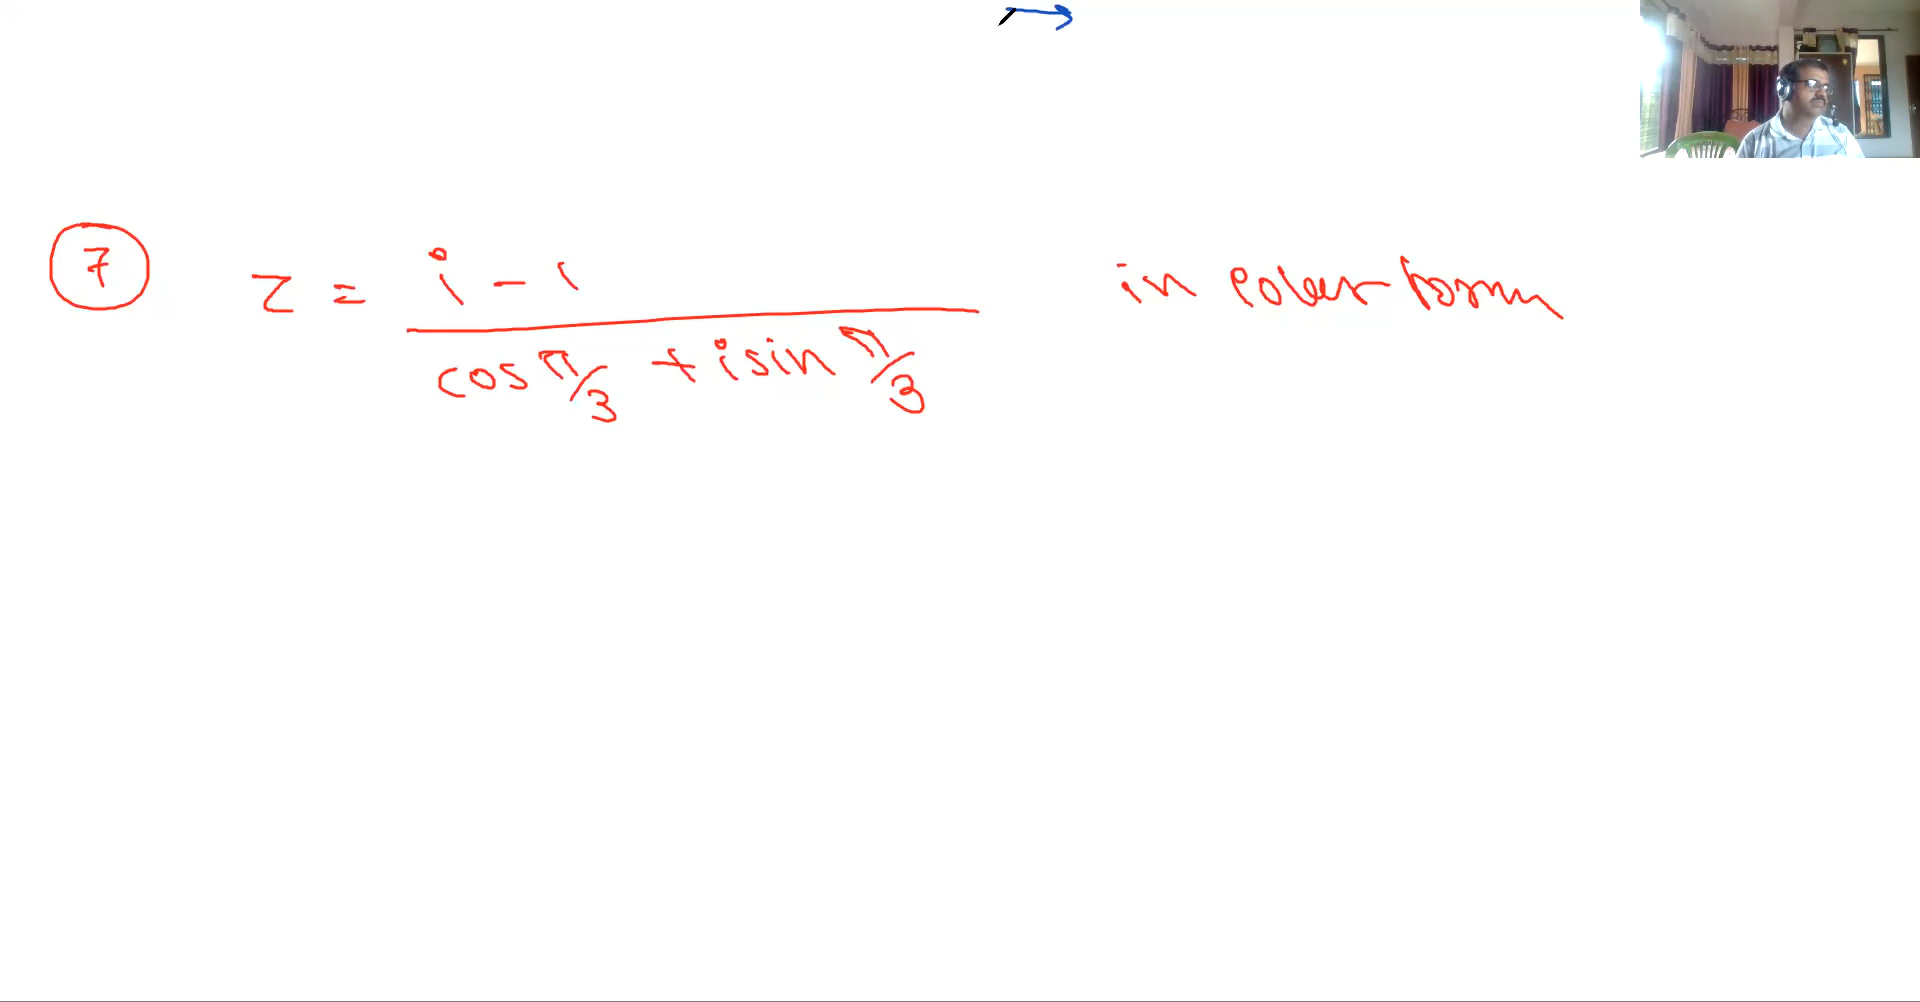 7 z = i - 1 in Polar form
cos π/3 + i sin π/3